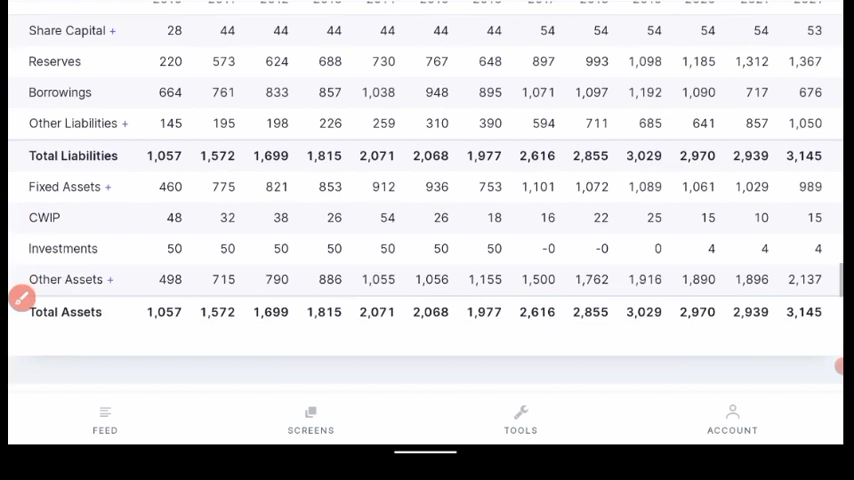 Share Capital + 28 44 44 44 44 44 44 54 54 54 54 54 53
Reserves 220 573 624 688 730 767 648 897 993 1,098 1,185 1,312 1,367
Borrowings 664 761 833 857 1,038 948 895 1,071 1,097 1,192 1,090 717 676
Other Liabilities + 145 195 198 226 259 310 390 594 711 685 641 857 1,050
Total Liabilities 1,057 1,572 1,699 1,815 2,071 2,068 1,977 2,616 2,855 3,029 2,970 2,939 3,145
Fixed Assets + 460 775 821 853 912 936 753 1,101 1,072 1,089 1,061 1,029 989
CWIP 48 32 38 26 54 26 18 16 22 25 15 10 15
Investments 50 50 50 50 50 50 50 -0 -0 0 4 4 4
Other Assets + 498 715 790 886 1,055 1,056 1,155 1,500 1,762 1,916 1,890 1,896 2,137
Total Assets 1,057 1,572 1,699 1,815 2,071 2,068 1,977 2,616 2,855 3,029 2,970 2,939 3,145
FEED SCREENS TOOLS ACCOUNT